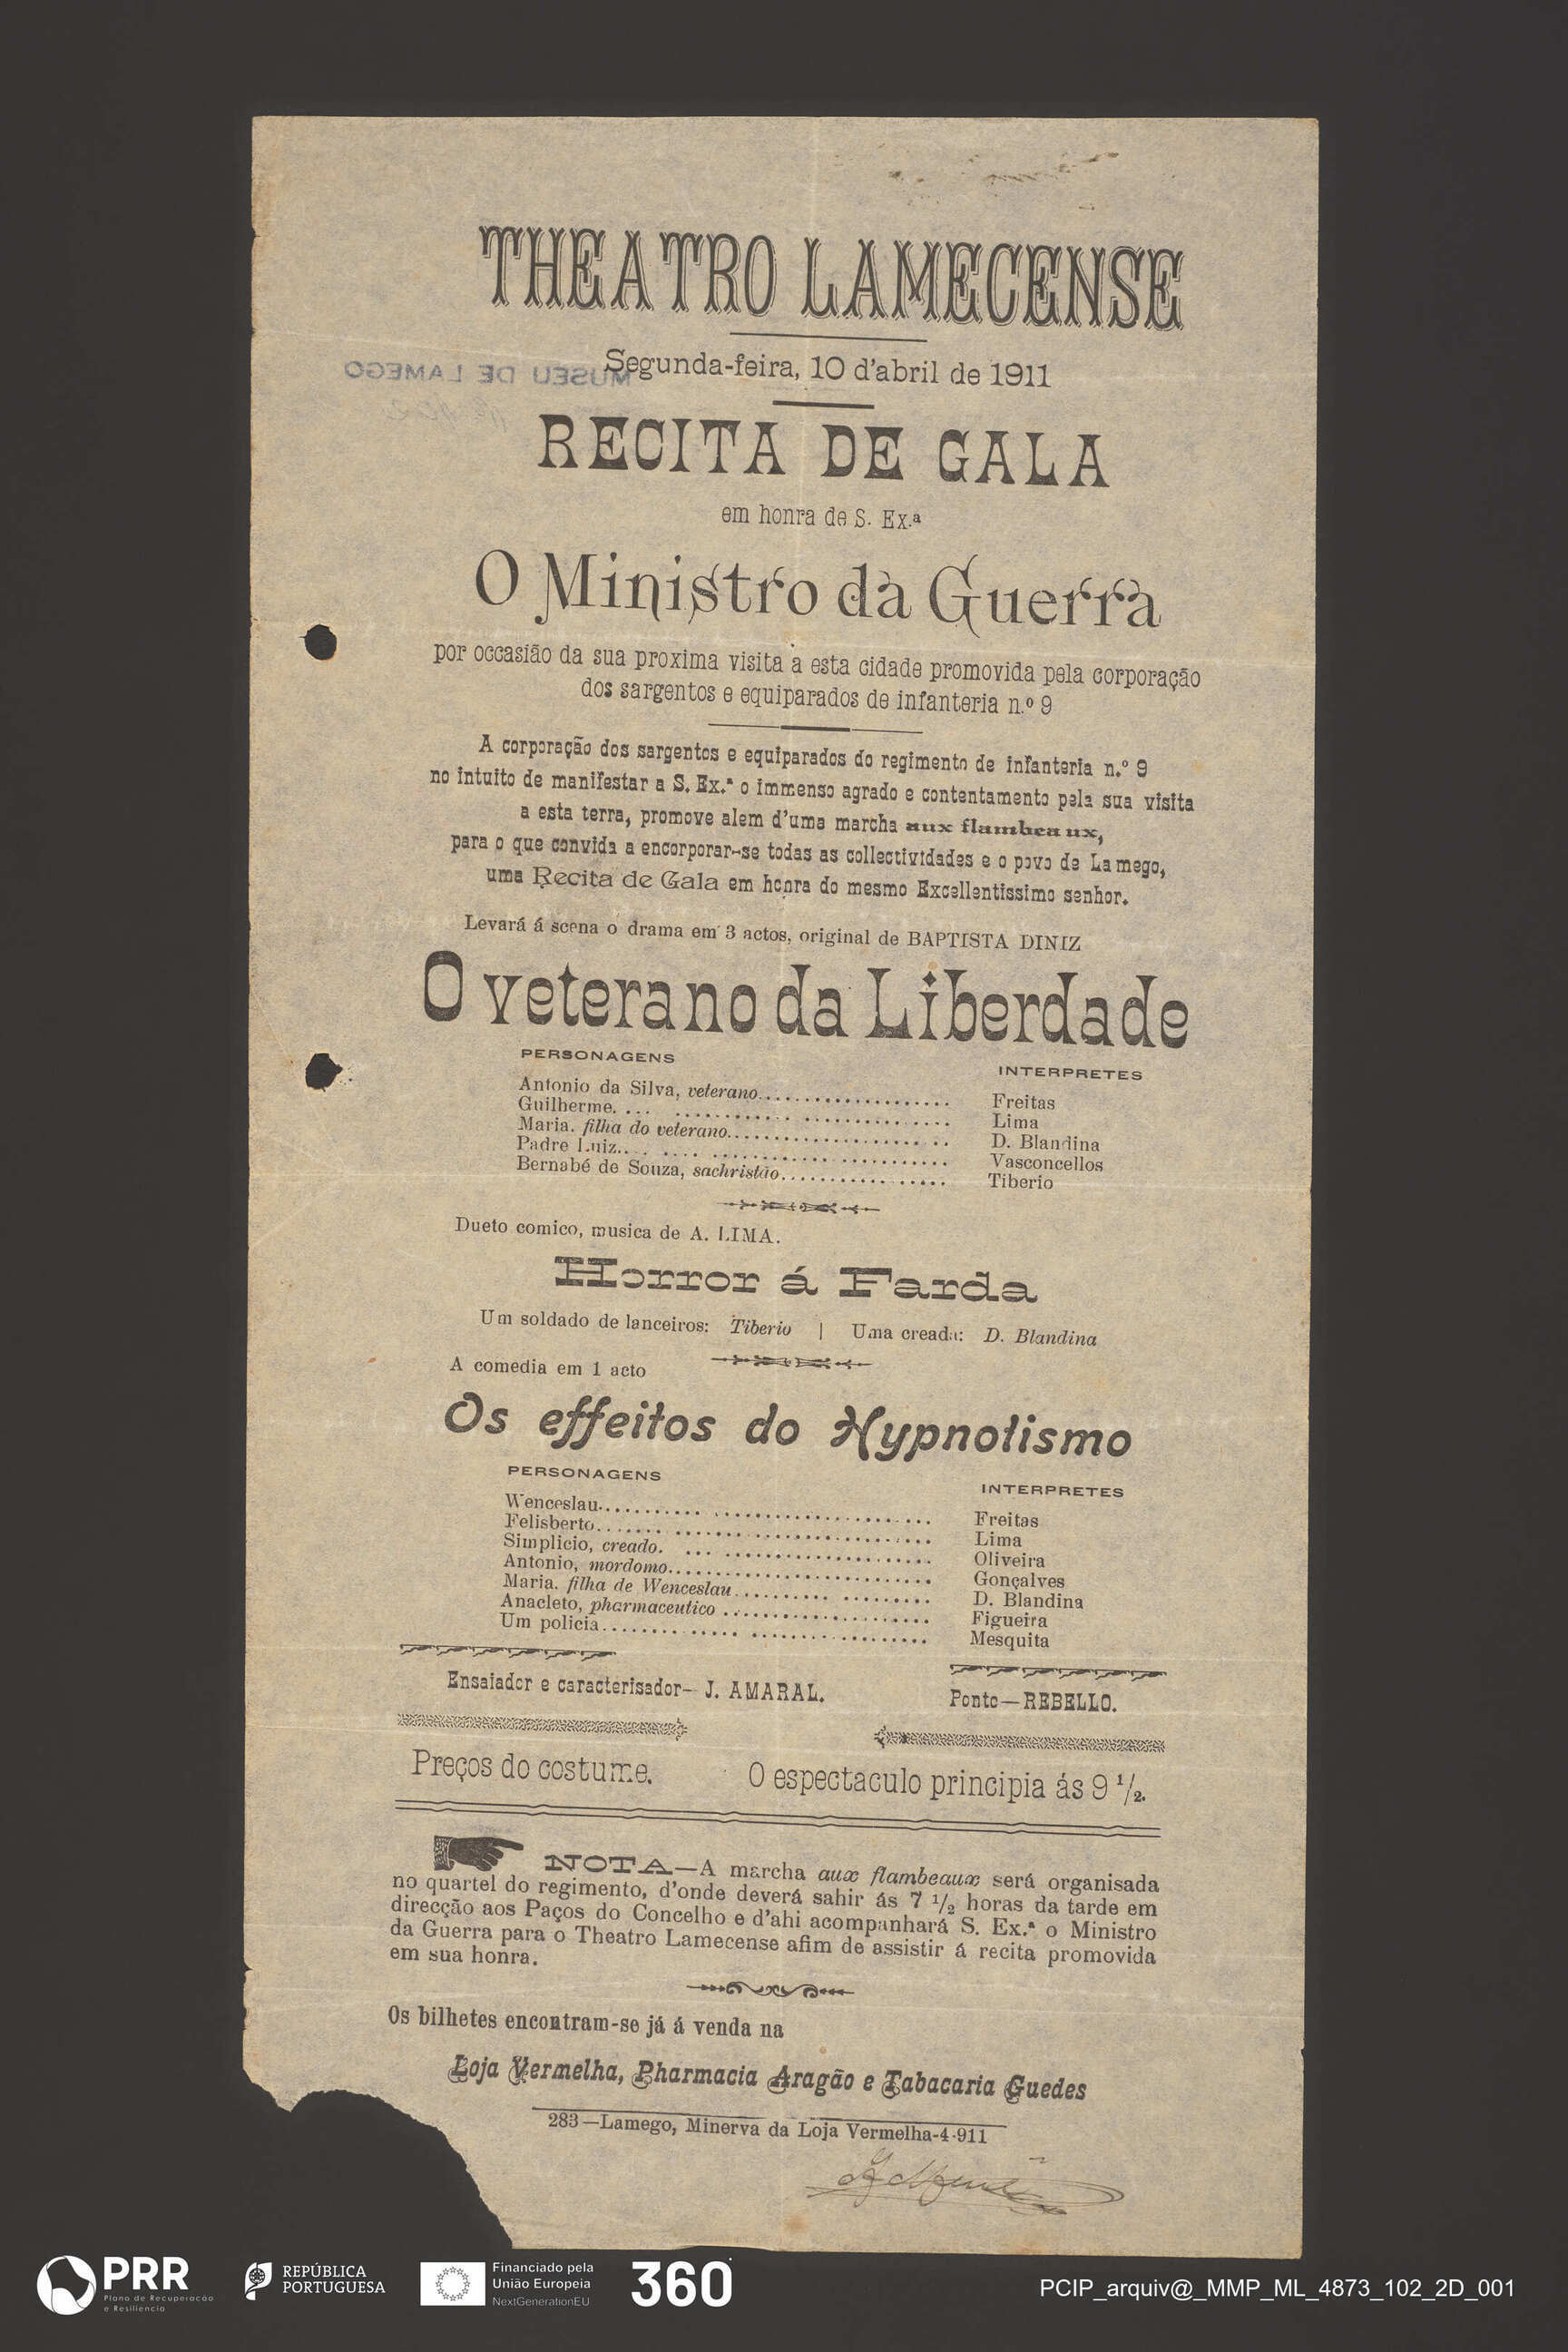 THEATRO LAMECENSE
Segunda-feira, 10 d'abril de 1911
MUSEU DE LAMEGO
RECITA DE GALA
em honra de S. Ex.ª
O Ministro da Guerra
por occasião da sua proxima visita a esta cidade promovida pela corporação
dos sargentos e equiparados de infanteria n.º 9
A corporação dos sargentos e equiparados do regimento de infanteria n.º 9
no intuito de manifestar a S. Ex.ª o immenso agrado e contentamento pela sua visita
a esta terra, promove alem d'uma marcha aux flambeaux,
para o que convida a encorporar-se todas as collectividades e o povo de Lamego,
uma Recita de Gala em honra do mesmo Excellentissimo senhor.
Levará á scena o drama em 3 actos, original de BAPTISTA DINIZ
O veterano da Liberdade
PERSONAGENS INTERPRETES
Antonio da Silva, veterano Freitas
Guilherme Lima
Maria, filha do veterano D. Blandina
Padre Luiz Vasconcellos
Bernabé de Souza, sachristão Tiberio
Dueto comico, musica de A. LIMA.
Horror á Farda
Um soldado de lanceiros: Tiberio | Uma creada: D. Blandina
A comedia em 1 acto
Os effeitos do Hypnotismo
PERSONAGENS INTERPRETES
Wenceslau Freitas
Felisberto Lima
Simplicio, creado. Oliveira
Antonio, mordomo Gonçalves
Maria, filha de Wenceslau D. Blandina
Anacleto, pharmaceutico Figueira
Um policia Mesquita
Ensaiador e caracterisador—J. AMARAL. Ponto—REBELLO.
Preços do costume. O espectaculo principia ás 9 1/2.
NOTA—A marcha aux flambeaux será organisada
no quartel do regimento, d'onde deverá sahir ás 7 1/2 horas da tarde em
direcção aos Paços do Concelho e d'ahi acompanhará S. Ex.ª o Ministro
da Guerra para o Theatro Lamecense afim de assistir á recita promovida
em sua honra.
Os bilhetes encontram-se já á venda na
Loja Vermelha, Pharmacia Aragão e Tabacaria Guedes
283—Lamego, Minerva da Loja Vermelha-4-911
PRR
Plano de Recuperação
e Resiliência
REPÚBLICA
PORTUGUESA
Financiado pela
União Europeia
NextGenerationEU
360
PCIP_arquiv@_MMP_ML_4873_102_2D_001